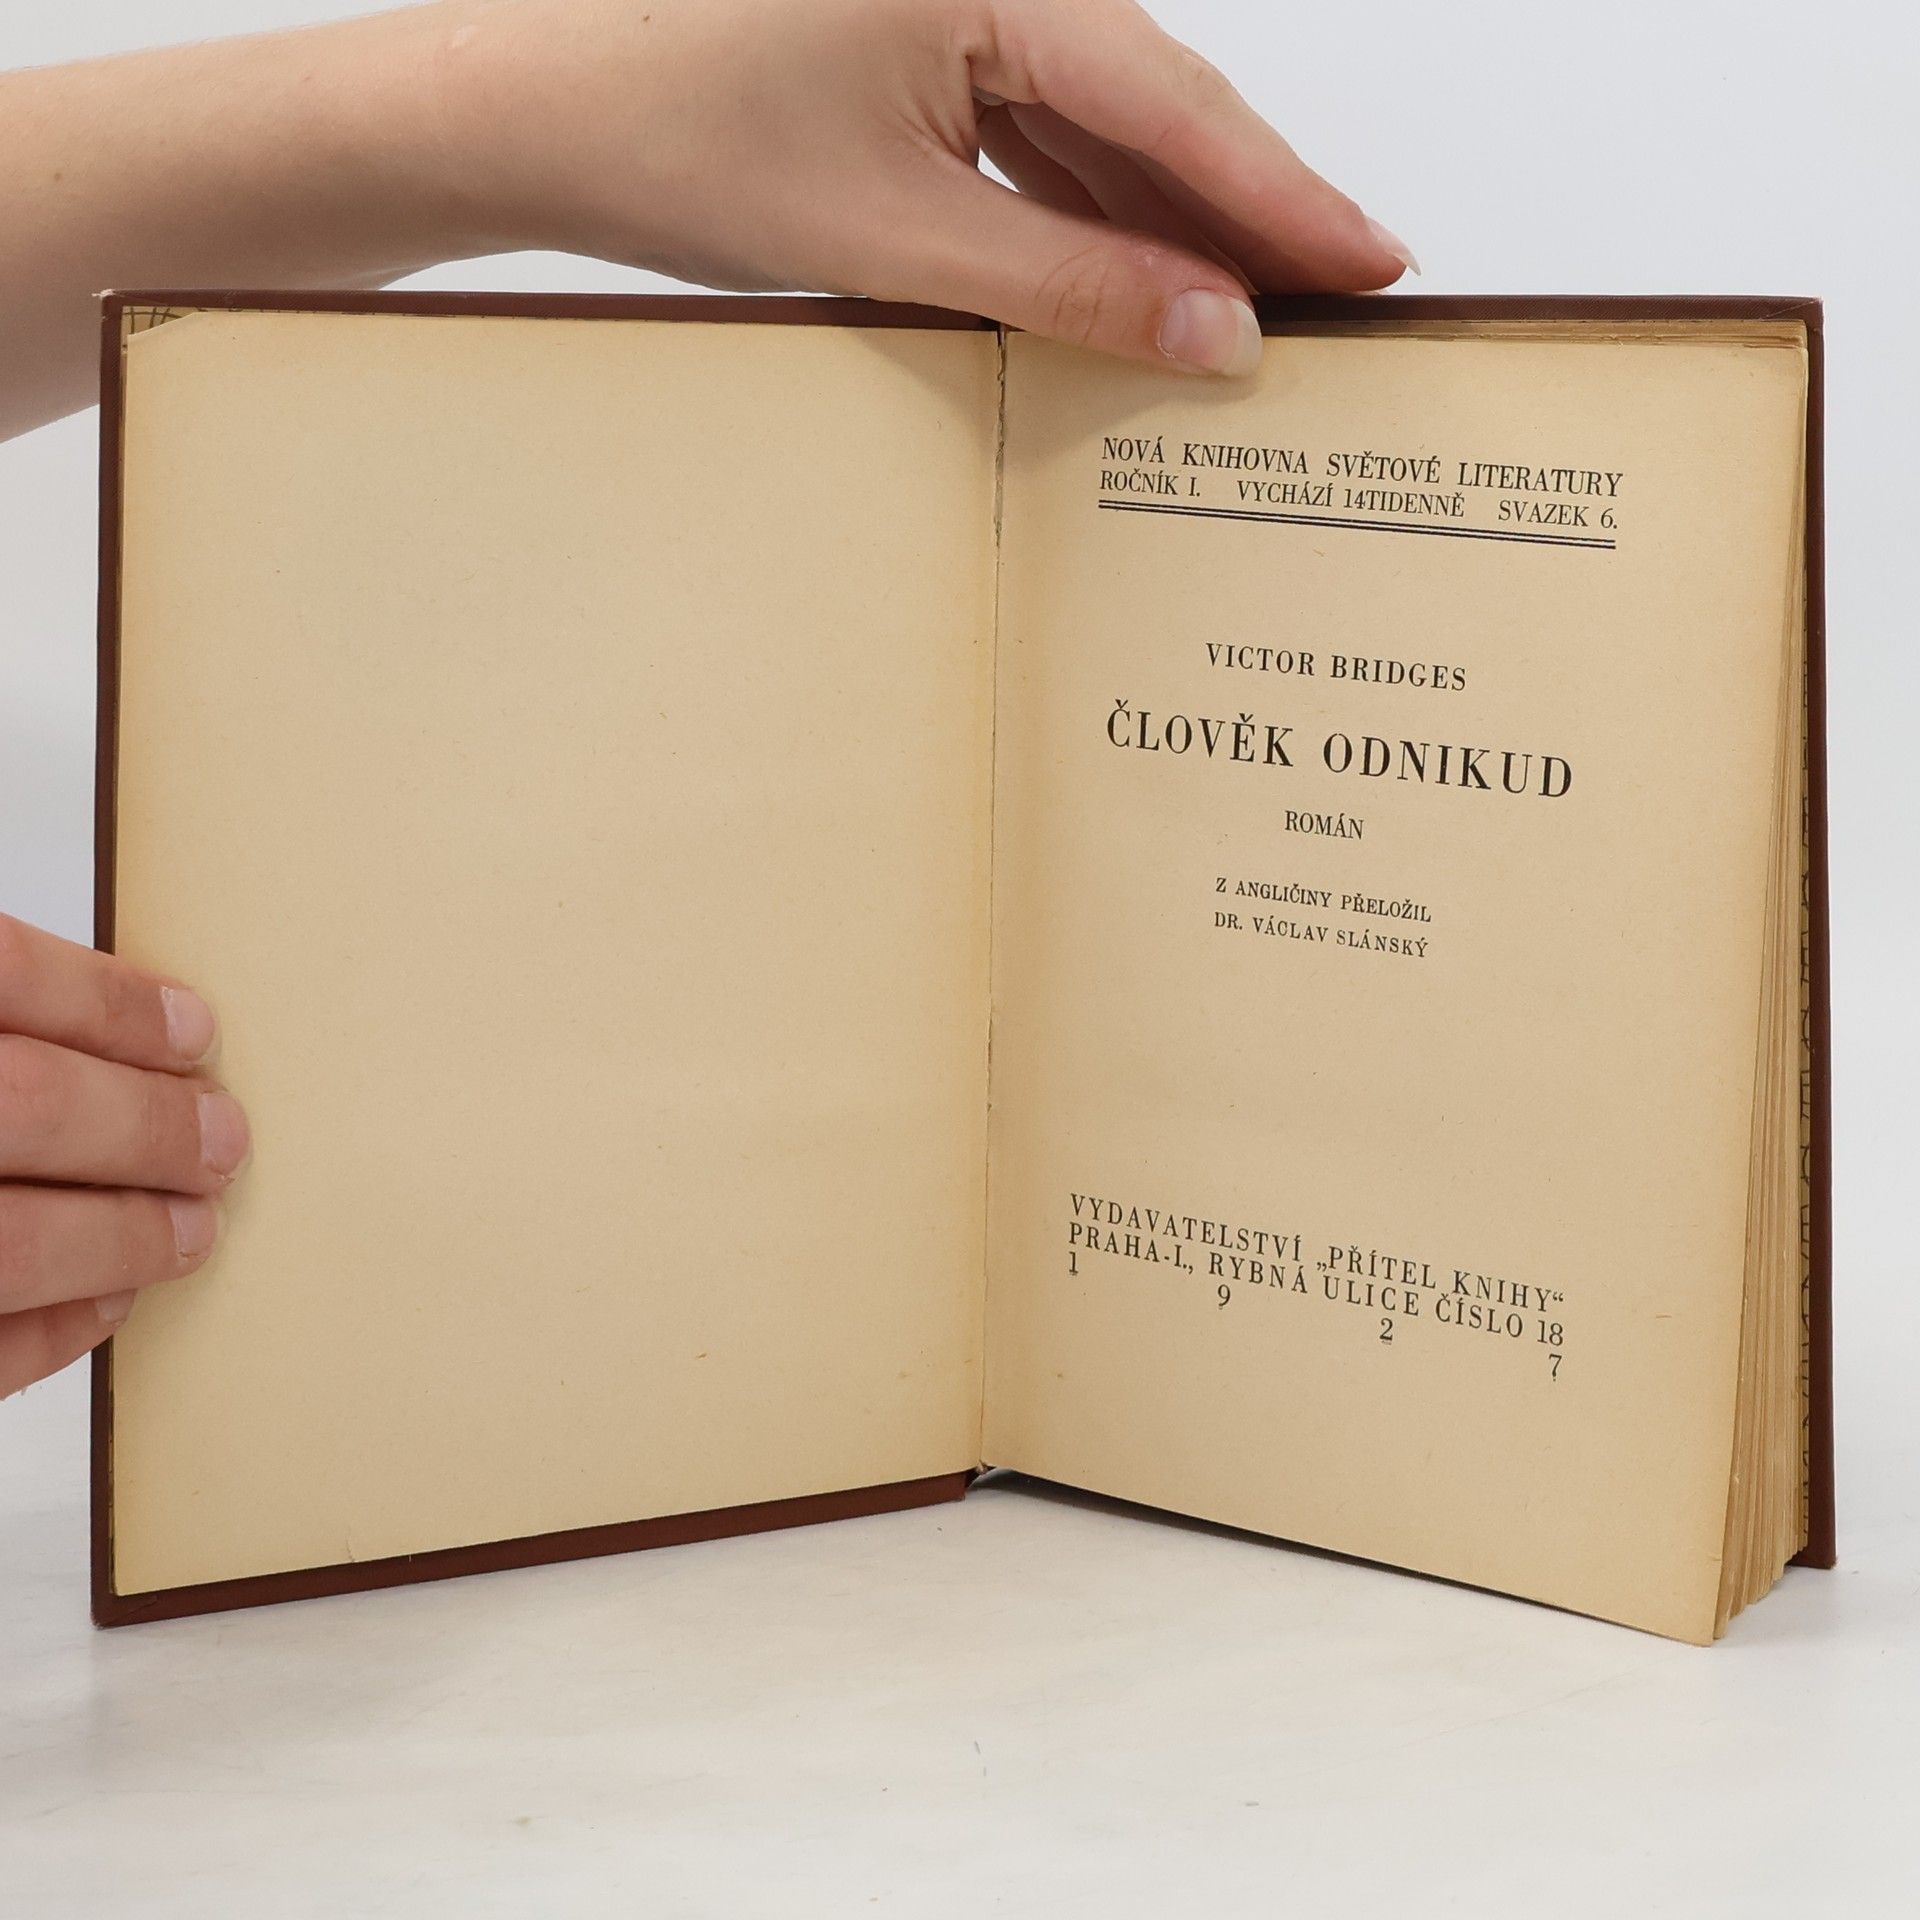 NOVÁ KNIHOVNA SVĚTOVÉ LITERATURY
ROČNÍK I. VYCHÁZÍ 14TIDENNĚ SVAZEK 6.
VICTOR BRIDGES
ČLOVĚK ODNIKUD
ROMÁN
Z ANGLIČINY PŘELOŽIL
DR. VÁCLAV SLÁNSKÝ
VYDAVATELSTVÍ „PŘÍTEL KNIHY“
PRAHA-I., RYBNÁ ULICE ČÍSLO 18
1 9 2 7